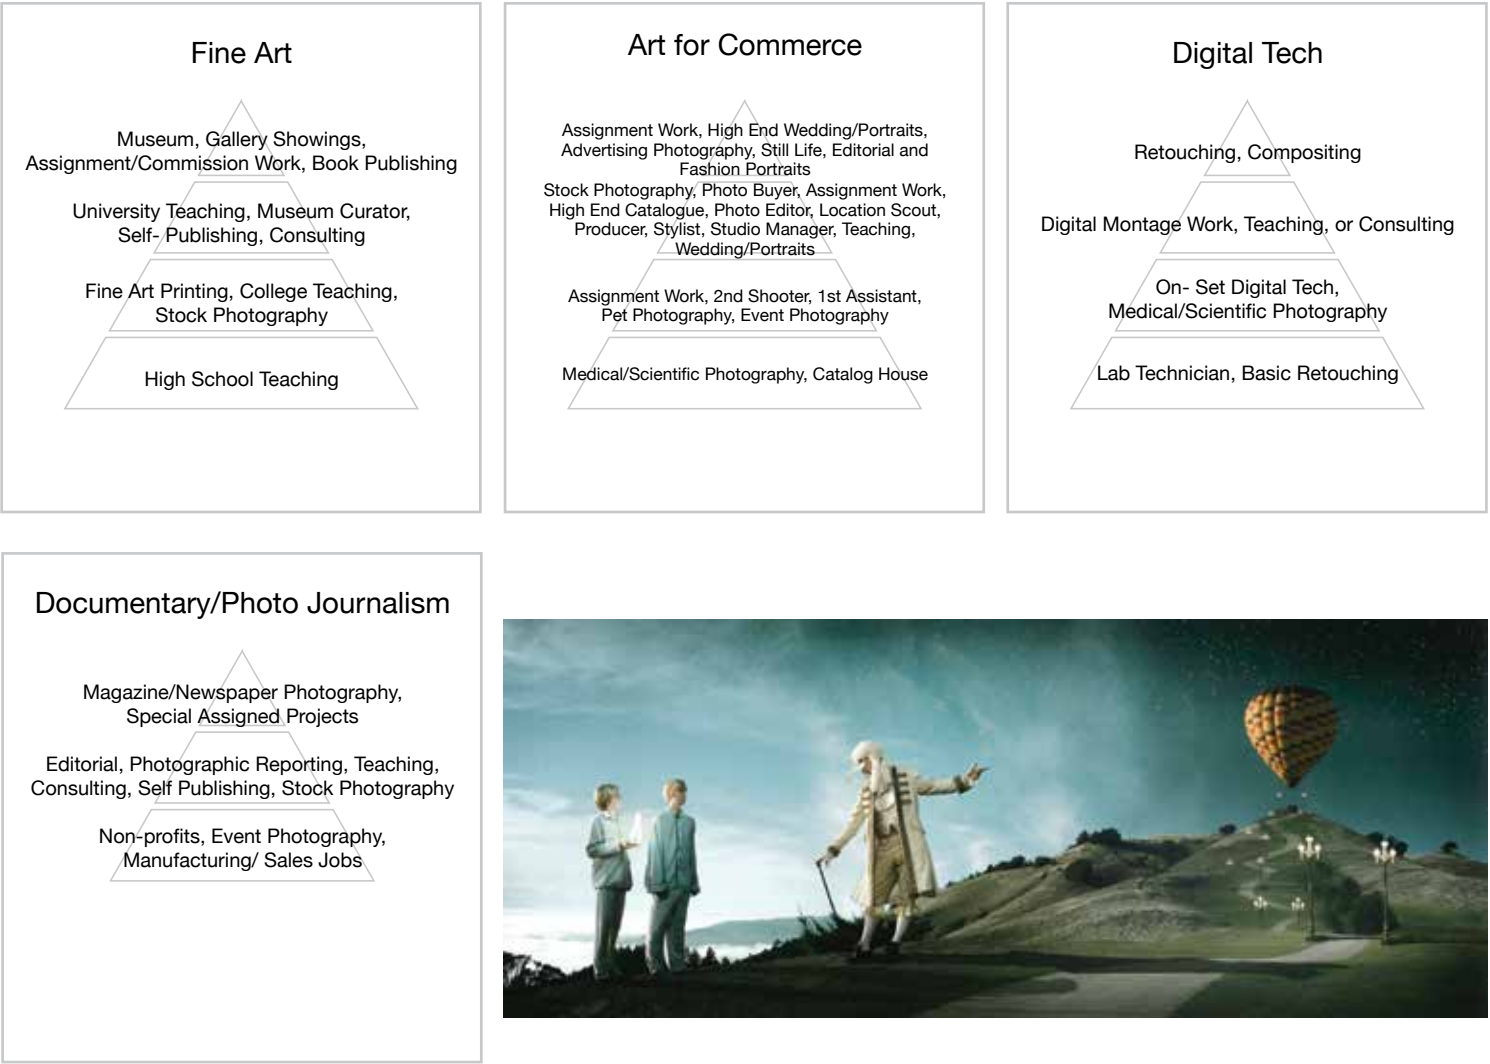 Fine Art
Museum, Gallery Showings,
Assignment/Commission Work, Book Publishing
University Teaching, Museum Curator,
Self- Publishing, Consulting
Fine Art Printing, College Teaching,
Stock Photography
High School Teaching
Art for Commerce
Assignment Work, High End Wedding/Portraits,
Advertising Photography, Still Life, Editorial and
Fashion Portraits
Stock Photography, Photo Buyer, Assignment Work,
High End Catalogue, Photo Editor, Location Scout,
Producer, Stylist, Studio Manager, Teaching,
Wedding/Portraits
Assignment Work, 2nd Shooter, 1st Assistant,
Pet Photography, Event Photography
Medical/Scientific Photography, Catalog House
Digital Tech
Retouching, Compositing
Digital Montage Work, Teaching, or Consulting
On- Set Digital Tech,
Medical/Scientific Photography
Lab Technician, Basic Retouching
Documentary/Photo Journalism
Magazine/Newspaper Photography,
Special Assigned Projects
Editorial, Photographic Reporting, Teaching,
Consulting, Self Publishing, Stock Photography
Non-profits, Event Photography,
Manufacturing/ Sales Jobs